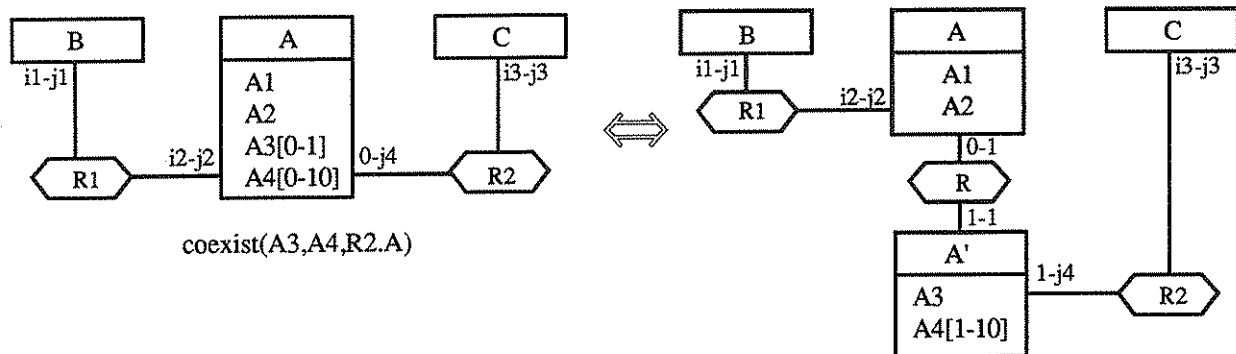 B
A
C
i1-j1
i3-j3
A1
A2
A3[0-1]
A4[0-10]
i2-j2
0-j4
R1
R2
coexist(A3,A4,R2.A)
B
A
C
i1-j1
i3-j3
A1
A2
R1
i2-j2
0-1
R
1-1
A'
1-j4
A3
A4[1-10]
R2